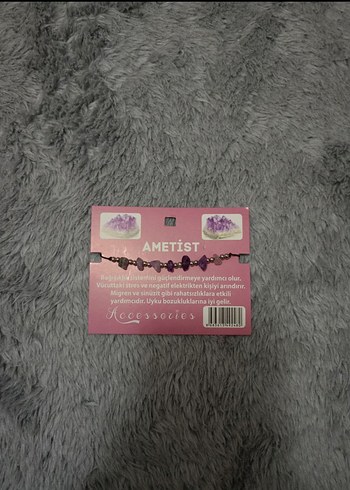 AMETİST
Bağışıklık sistemini güçlendirmeye yardımcı olur.
Vücuttaki stres ve negatif elektrikten kişiyi arındırır.
Migren ve sinüzit gibi rahatsızlıklara etkili
yardımcıdır. Uyku bozukluklarına iyi gelir.
Accessories